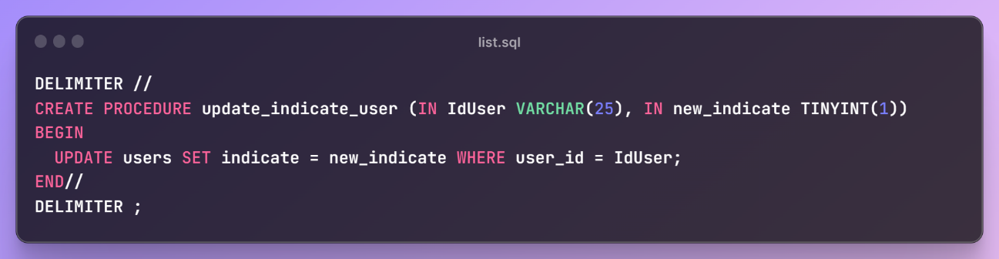 list.sql
DELIMITER //
CREATE PROCEDURE update_indicate_user (IN IdUser VARCHAR(25), IN new_indicate TINYINT(1))
BEGIN
  UPDATE users SET indicate = new_indicate WHERE user_id = IdUser;
END//
DELIMITER ;